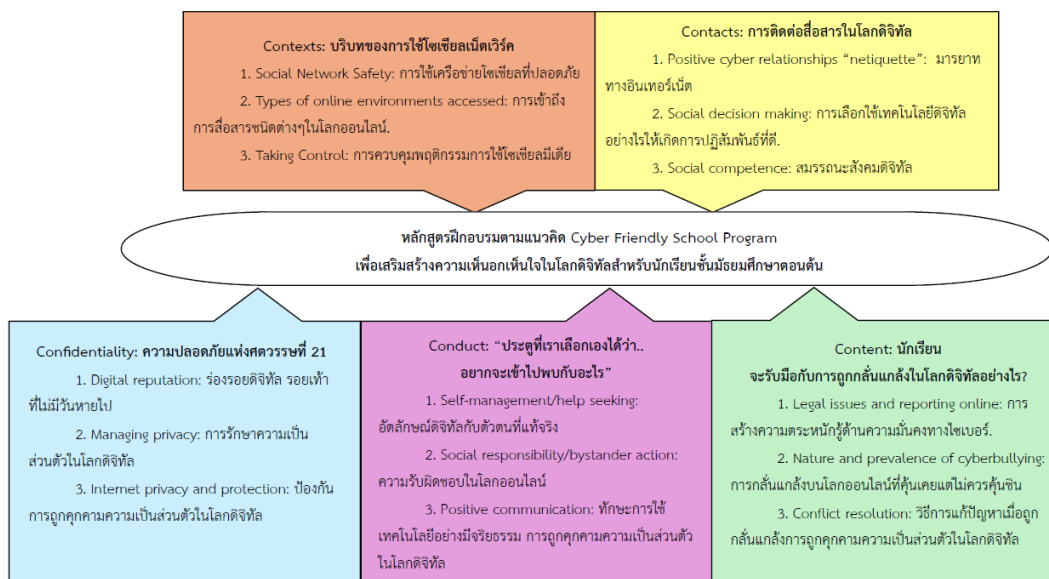 Contexts: บริบทของการใช้โซเชียลเน็ตเวิร์ค
1. Social Network Safety: การใช้เครือข่ายโซเชียลที่ปลอดภัย
2. Types of online environments accessed: การเข้าถึง
การสื่อสารชนิดต่างๆในโลกออนไลน์.
3. Taking Control: การควบคุมพฤติกรรมการใช้โซเชียลมีเดีย
Contacts: การติดต่อสื่อสารในโลกดิจิทัล
1. Positive cyber relationships “netiquette”: มารยาท
ทางอินเทอร์เน็ต
2. Social decision making: การเลือกใช้เทคโนโลยีดิจิทัล
อย่างไรให้เกิดการปฏิสัมพันธ์ที่ดี.
3. Social competence: สมรรถนะสังคมดิจิทัล
หลักสูตรฝึกอบรมตามแนวคิด Cyber Friendly School Program
เพื่อเสริมสร้างความเห็นอกเห็นใจในโลกดิจิทัลสำหรับนักเรียนชั้นมัธยมศึกษาตอนต้น
Confidentiality: ความปลอดภัยแห่งศตวรรษที่ 21
1. Digital reputation: ร่องรอยดิจิทัล รอยเท้า
ที่ไม่มีวันหายไป
2. Managing privacy: การรักษาความเป็น
ส่วนตัวในโลกดิจิทัล
3. Internet privacy and protection: ป้องกัน
การถูกคุกคามความเป็นส่วนตัวในโลกดิจิทัล
Conduct: “ประตูที่เราเลือกเองได้ว่า..
อยากจะเข้าไปพบกับอะไร”
1. Self-management/help seeking:
อัตลักษณ์ดิจิทัลกับตัวตนที่แท้จริง
2. Social responsibility/bystander action:
ความรับผิดชอบในโลกออนไลน์
3. Positive communication: ทักษะการใช้
เทคโนโลยีอย่างมีจริยธรรม การถูกคุกคามความเป็นส่วนตัว
ในโลกดิจิทัล
Content: นักเรียน
จะรับมือกับการถูกกลั่นแกล้งในโลกดิจิทัลอย่างไร?
1. Legal issues and reporting online: การ
สร้างความตระหนักรู้ด้านความมั่นคงทางไซเบอร์.
2. Nature and prevalence of cyberbullying:
การกลั่นแกล้งบนโลกออนไลน์ที่คุ้นเคยแต่ไม่ควรคุ้นชิน
3. Conflict resolution: วิธีการแก้ปัญหาเมื่อถูก
กลั่นแกล้งการถูกคุกคามความเป็นส่วนตัวในโลกดิจิทัล